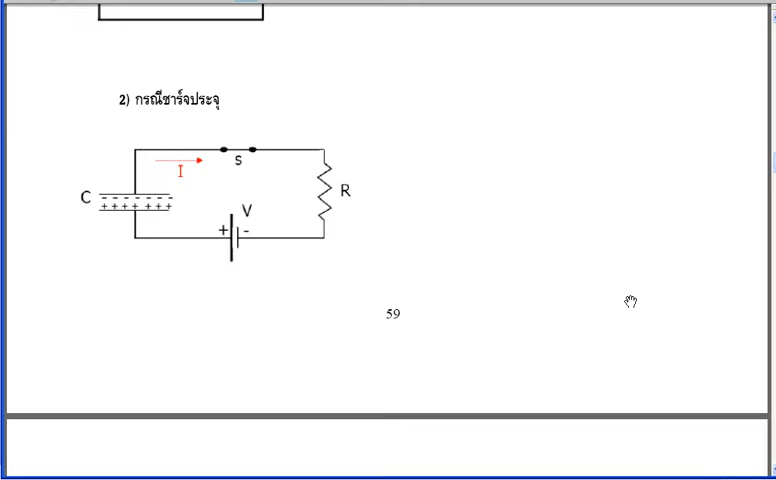 2) กรณีชาร์จประจุ
S
I
C
- - - - - - -
+ + + + + + +
R
V
+ -
59